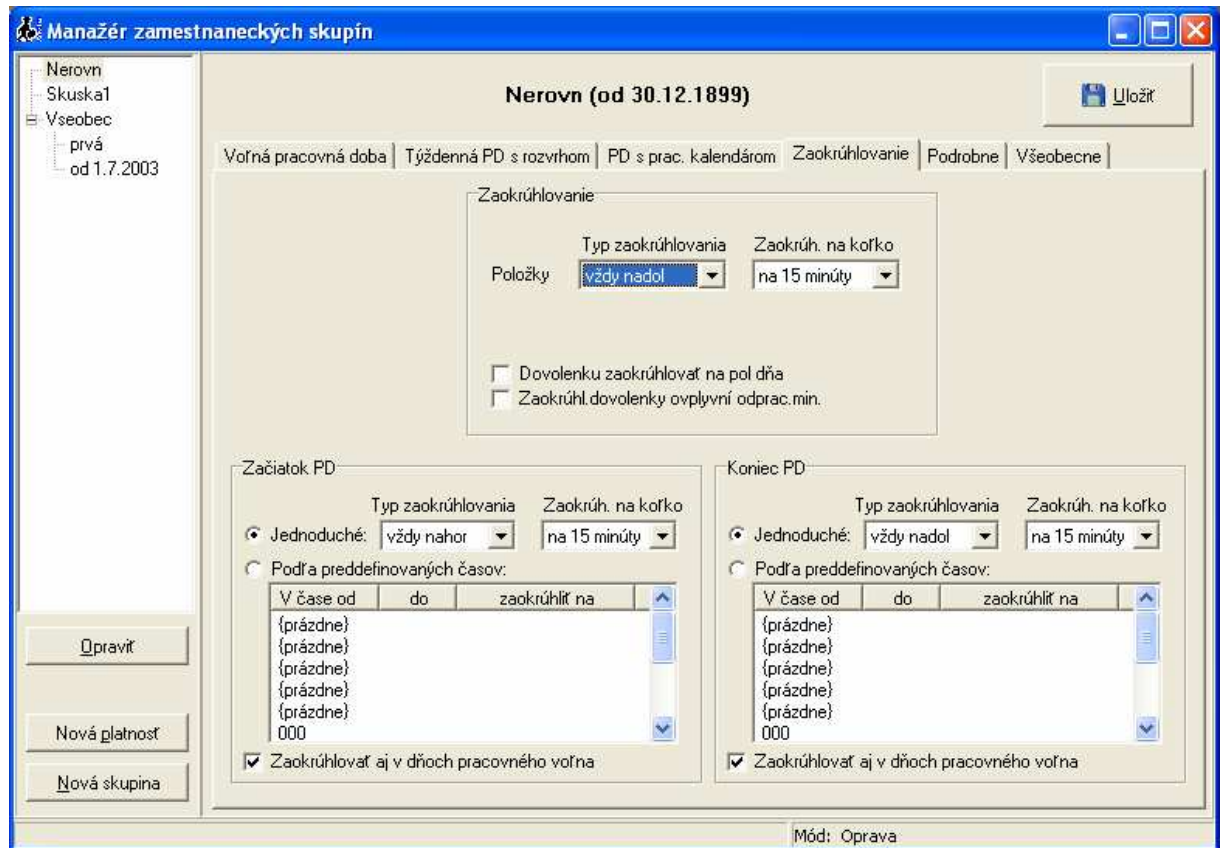 Manažér zamestnaneckých skupín
Nerovn
Skuska1
Vseobec
prvá
od 1.7.2003
Opraviť
Nová platnosť
Nová skupina
Nerovn (od 30.12.1899)
Uložiť
Voľná pracovná doba
Týždenná PD s rozvrhom
PD s prac. kalendárom
Zaokrúhlovanie
Podrobne
Všeobecne
Zaokrúhlovanie
Typ zaokrúhlovania
Zaokrúh. na koľko
Položky
vždy nadol
na 15 minúty
Dovolenku zaokrúhlovať na pol dňa
Zaokrúhl.dovolenky ovplyvní odprac.min.
Začiatok PD
Typ zaokrúhlovania
Zaokrúh. na koľko
Jednoduché:
vždy nahor
na 15 minúty
Podľa preddefinovaných časov:
V čase od
do
zaokrúhliť na
{prázdne}
{prázdne}
{prázdne}
{prázdne}
{prázdne}
000
Zaokrúhlovať aj v dňoch pracovného voľna
Koniec PD
Typ zaokrúhlovania
Zaokrúh. na koľko
Jednoduché:
vždy nadol
na 15 minúty
Podľa preddefinovaných časov:
V čase od
do
zaokrúhliť na
{prázdne}
{prázdne}
{prázdne}
{prázdne}
{prázdne}
000
Zaokrúhlovať aj v dňoch pracovného voľna
Mód: Oprava